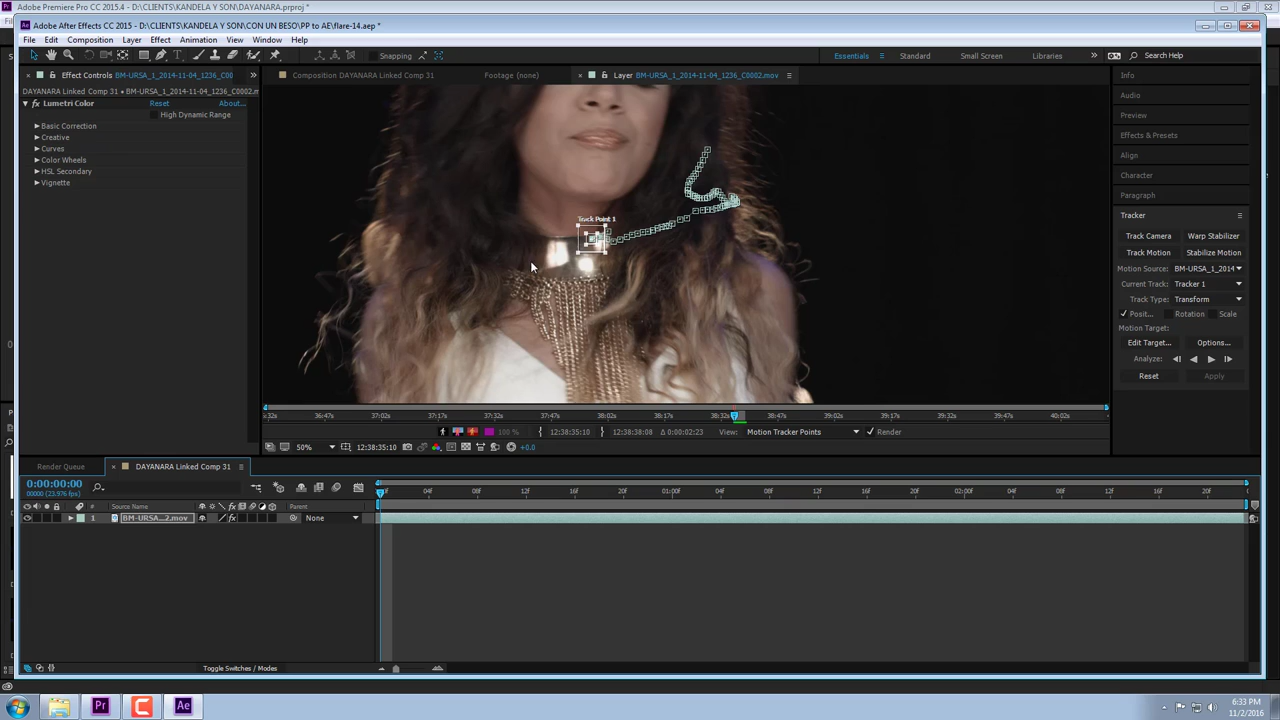 Adobe Premiere Pro CC 2015.4 - D:\CLIENTS\KANDELA Y SON\CON UN BESO\DAYANARA.prproj *
Adobe After Effects CC 2015 - D:\CLIENTS\KANDELA Y SON\CON UN BESO\PP to AE\flare-14.aep *
File Edit Composition Layer Effect Animation View Window Help
Snapping Essentials Standard Small Screen Libraries Search Help
Effect Controls BM-URSA_1_2014-11-04_1236_C00
Composition DAYANARA Linked Comp 31
Footage (none)
Layer BM-URSA_1_2014-11-04_1236_C0002.mov
DAYANARA Linked Comp 31 • BM-URSA_1_2014-11-04_1236_C0002.m
Lumetri Color Reset About...
High Dynamic Range
Basic Correction
Creative
Curves
Color Wheels
HSL Secondary
Vignette
Track Point 1
Info
Audio
Preview
Effects & Presets
Align
Character
Paragraph
Tracker
Track Camera Warp Stabilizer
Track Motion Stabilize Motion
Motion Source: BM-URSA_1_2014
Current Track: Tracker 1
Track Type: Transform
Posit... Rotation Scale
Motion Target:
Edit Target... Options...
Analyze:
Reset Apply
:32s 36:47s 37:02s 37:17s 37:32s 37:47s 38:02s 38:17s 38:32s 38:47s 39:02s 39:17s 39:32s 39:47s 40:02s
100 % { 12:38:35:10 } 12:38:38:08 Δ 0:00:02:23 View: Motion Tracker Points Render
50% 12:38:35:10 +0.0
Render Queue DAYANARA Linked Comp 31
0:00:00:00
00000 (23.976 fps)
04f 08f 12f 16f 20f 01:00f 04f 08f 12f 16f 20f 02:00f 04f 08f 12f 16f 20f
# Source Name Parent
1 BM-URSA...2.mov None
Toggle Switches / Modes
6:33 PM
11/2/2016